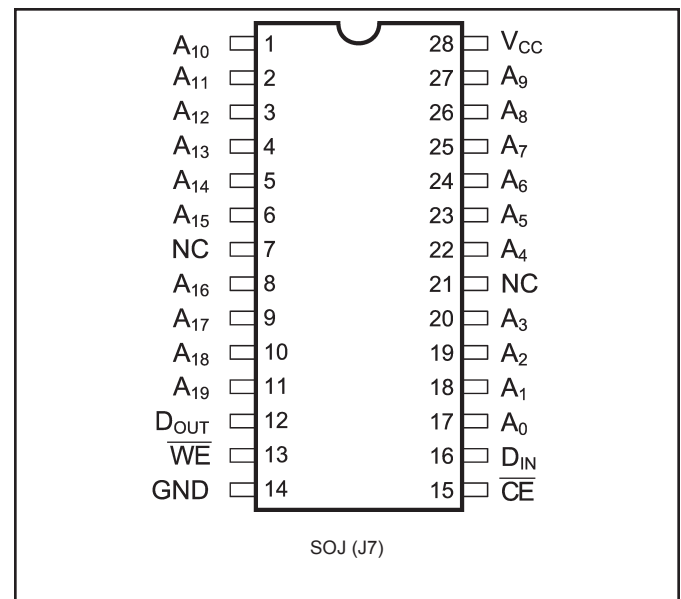 A10 1 28 VCC
A11 2 27 A9
A12 3 26 A8
A13 4 25 A7
A14 5 24 A6
A15 6 23 A5
NC 7 22 A4
A16 8 21 NC
A17 9 20 A3
A18 10 19 A2
A19 11 18 A1
DOUT 12 17 A0
WE 13 16 DIN
GND 14 15 CE
SOJ (J7)